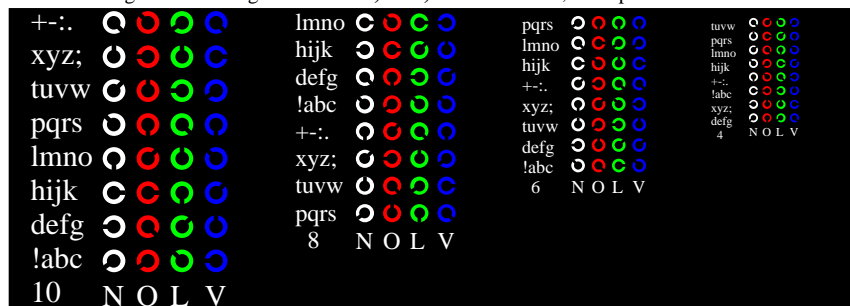 +-:.
xyz;
tuvw
pqrs
lmno
hijk
defg
!abc
10 N O L V
lmno
hijk
defg
!abc
+-:.
xyz;
tuvw
pqrs
8 N O L V
pqrs
lmno
hijk
+-:.
xyz;
tuvw
defg
!abc
6 N O L V
tuvw
pqrs
lmno
hijk
+-:.
!abc
xyz;
defg
4 N O L V